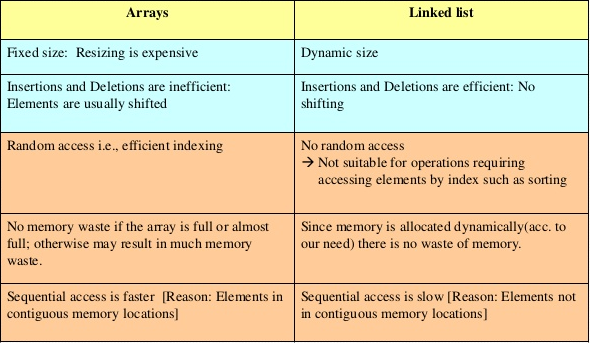 Arrays
Linked list
Fixed size:  Resizing is expensive
Dynamic size
Insertions and Deletions are inefficient:
Elements are usually shifted
Insertions and Deletions are efficient: No
shifting
Random access i.e., efficient indexing
No random access
→ Not suitable for operations requiring
accessing elements by index such as sorting
No memory waste if the array is full or almost
full; otherwise may result in much memory
waste.
Since memory is allocated dynamically(acc. to
our need) there is no waste of memory.
Sequential access is faster  [Reason: Elements in
contiguous memory locations]
Sequential access is slow [Reason: Elements not
in contiguous memory locations]